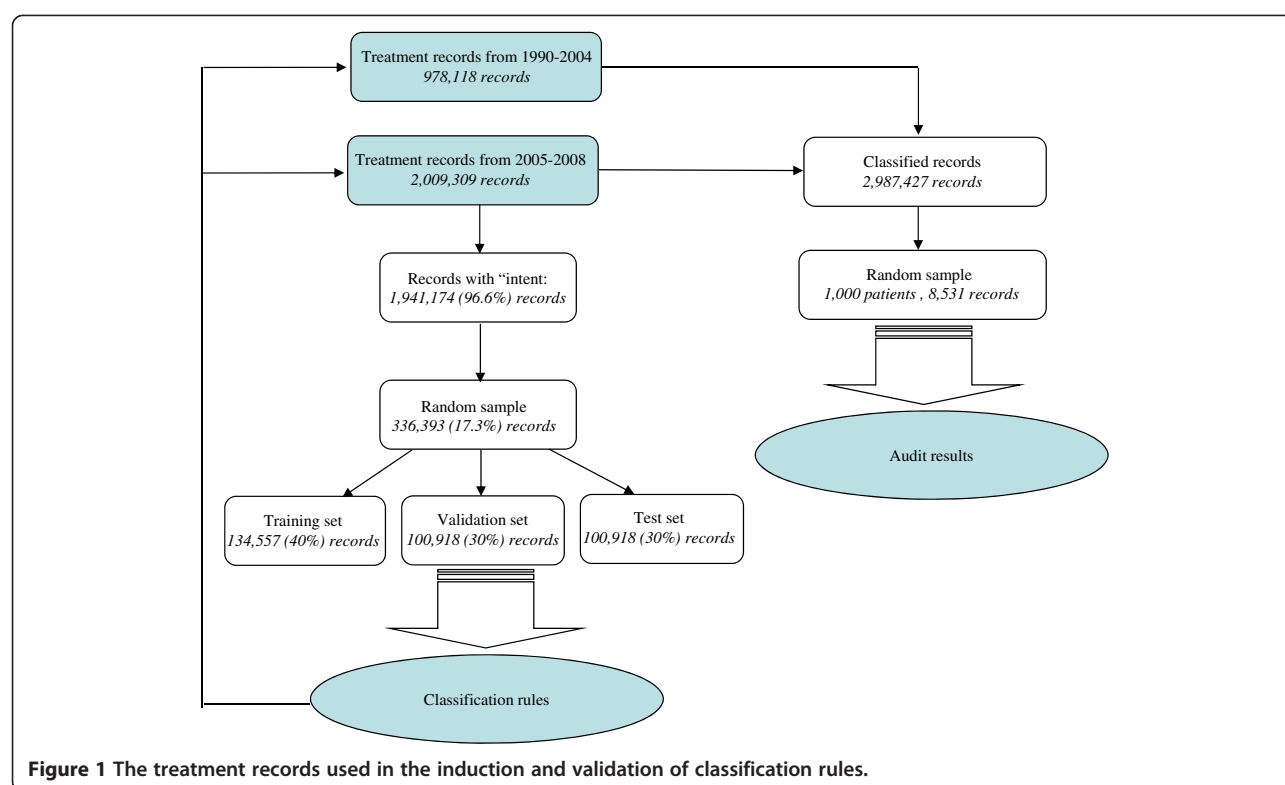 Treatment records from 1990-2004
978,118 records
Treatment records from 2005-2008
2,009,309 records
Classified records
2,987,427 records
Records with “intent:
1,941,174 (96.6%) records
Random sample
1,000 patients , 8,531 records
Random sample
336,393 (17.3%) records
Audit results
Training set
134,557 (40%) records
Validation set
100,918 (30%) records
Test set
100,918 (30%) records
Classification rules
Figure 1 The treatment records used in the induction and validation of classification rules.